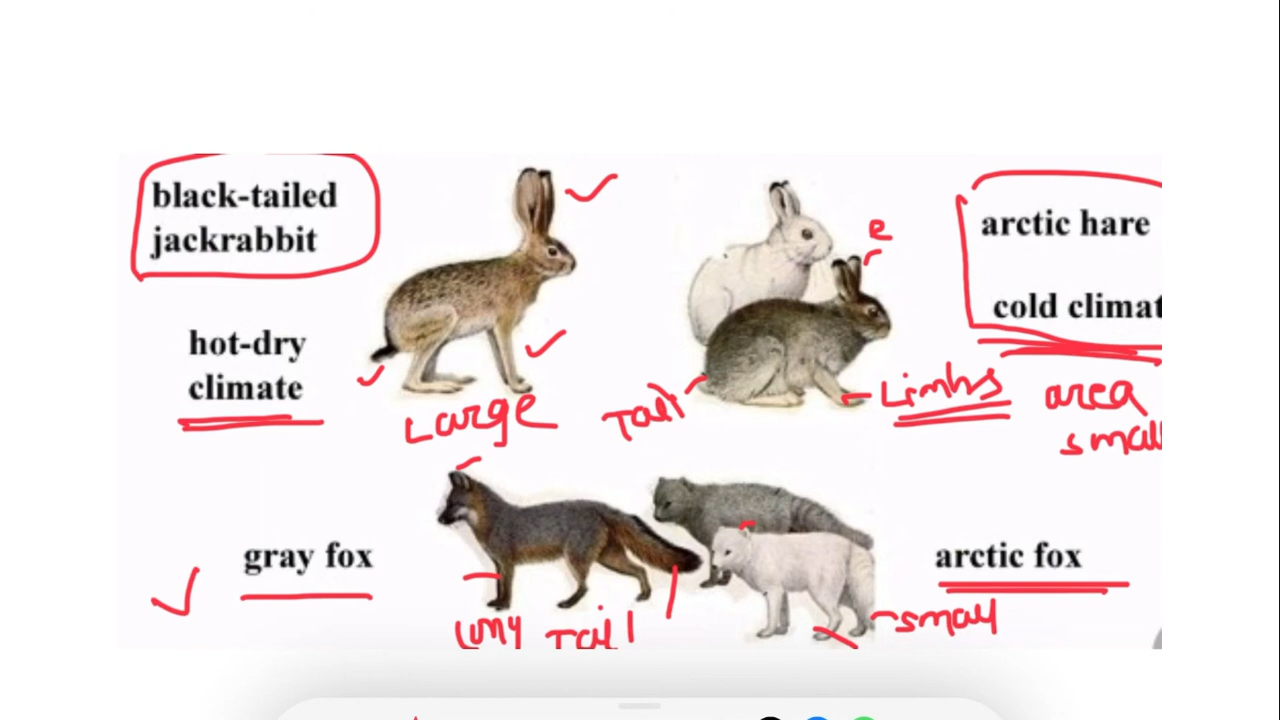 black-tailed
jackrabbit
arctic hare
e
hot-dry
climate
cold climat
Large
Tail
Limbs
area
small
gray fox
arctic fox
Tail
small